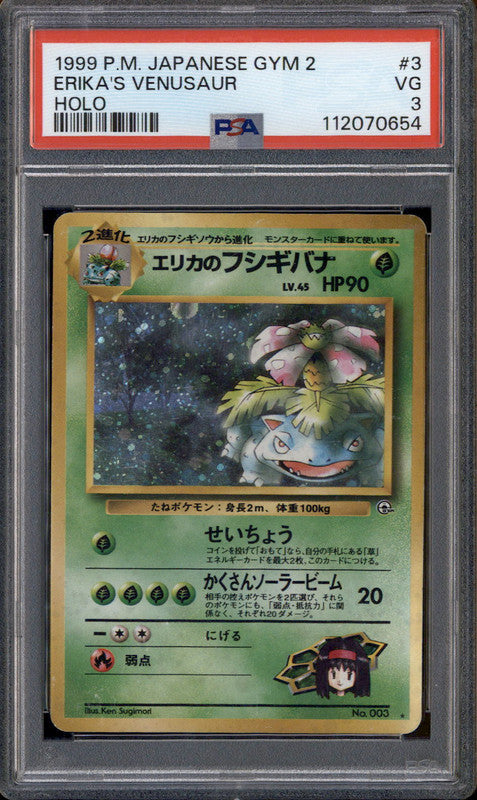 1999 P.M. JAPANESE GYM 2 #3
ERIKA'S VENUSAUR VG
HOLO 3
PSA 112070654
2進化 エリカのフシギソウから進化 モンスターカードに重ねて使います。
エリカのフシギバナ
LV.45 HP90
たねポケモン：身長2m、体重100kg
せいちょう
コインを投げて「おもて」なら、自分の手札にある「草」
エネルギーカードを最大2枚、このカードにつける。
かくさんソーラービーム 20
相手の控えポケモンを2匹選び、それら
のポケモンにも、「弱点・抵抗力」に関
係なく、それぞれ20ダメージ。
にげる
弱点
Illus. Ken Sugimori No. 003 ★